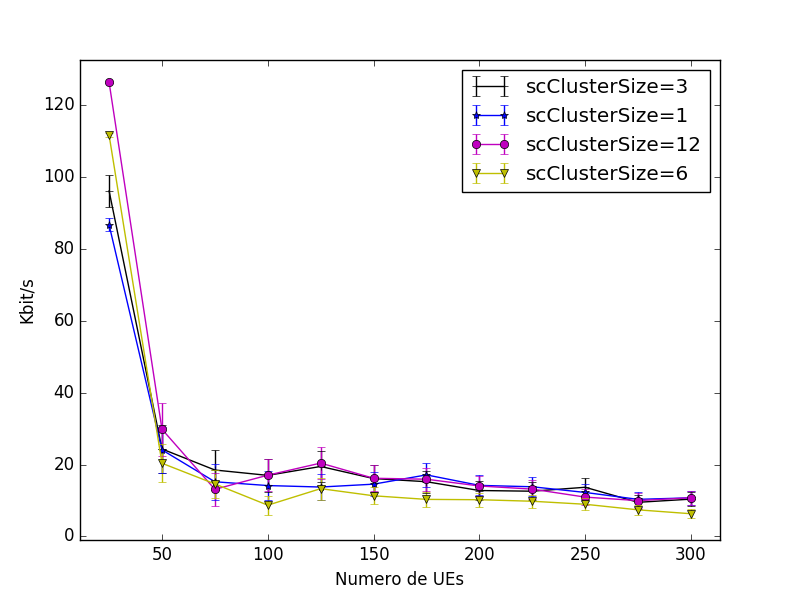 120
100
80
60
40
20
0
Kbit/s
50 100 150 200 250 300
Numero de UEs
scClusterSize=3
scClusterSize=1
scClusterSize=12
scClusterSize=6